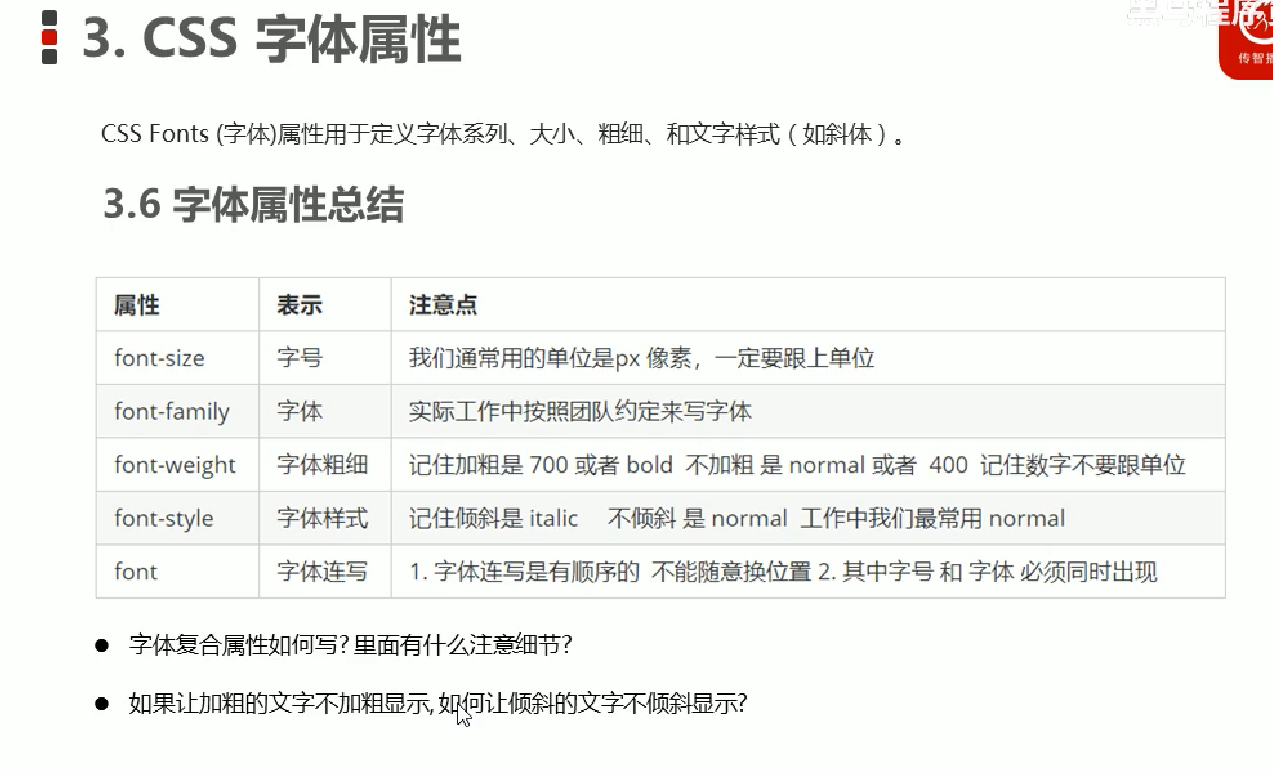 3. CSS 字体属性
传智播
CSS Fonts (字体)属性用于定义字体系列、大小、粗细、和文字样式（如斜体）。
3.6 字体属性总结
属性 表示 注意点
font-size 字号 我们通常用的单位是px 像素，一定要跟上单位
font-family 字体 实际工作中按照团队约定来写字体
font-weight 字体粗细 记住加粗是 700 或者 bold 不加粗 是 normal 或者 400 记住数字不要跟单位
font-style 字体样式 记住倾斜是 italic 不倾斜 是 normal 工作中我们最常用 normal
font 字体连写 1. 字体连写是有顺序的 不能随意换位置 2. 其中字号 和 字体 必须同时出现
● 字体复合属性如何写? 里面有什么注意细节?
● 如果让加粗的文字不加粗显示, 如何让倾斜的文字不倾斜显示?